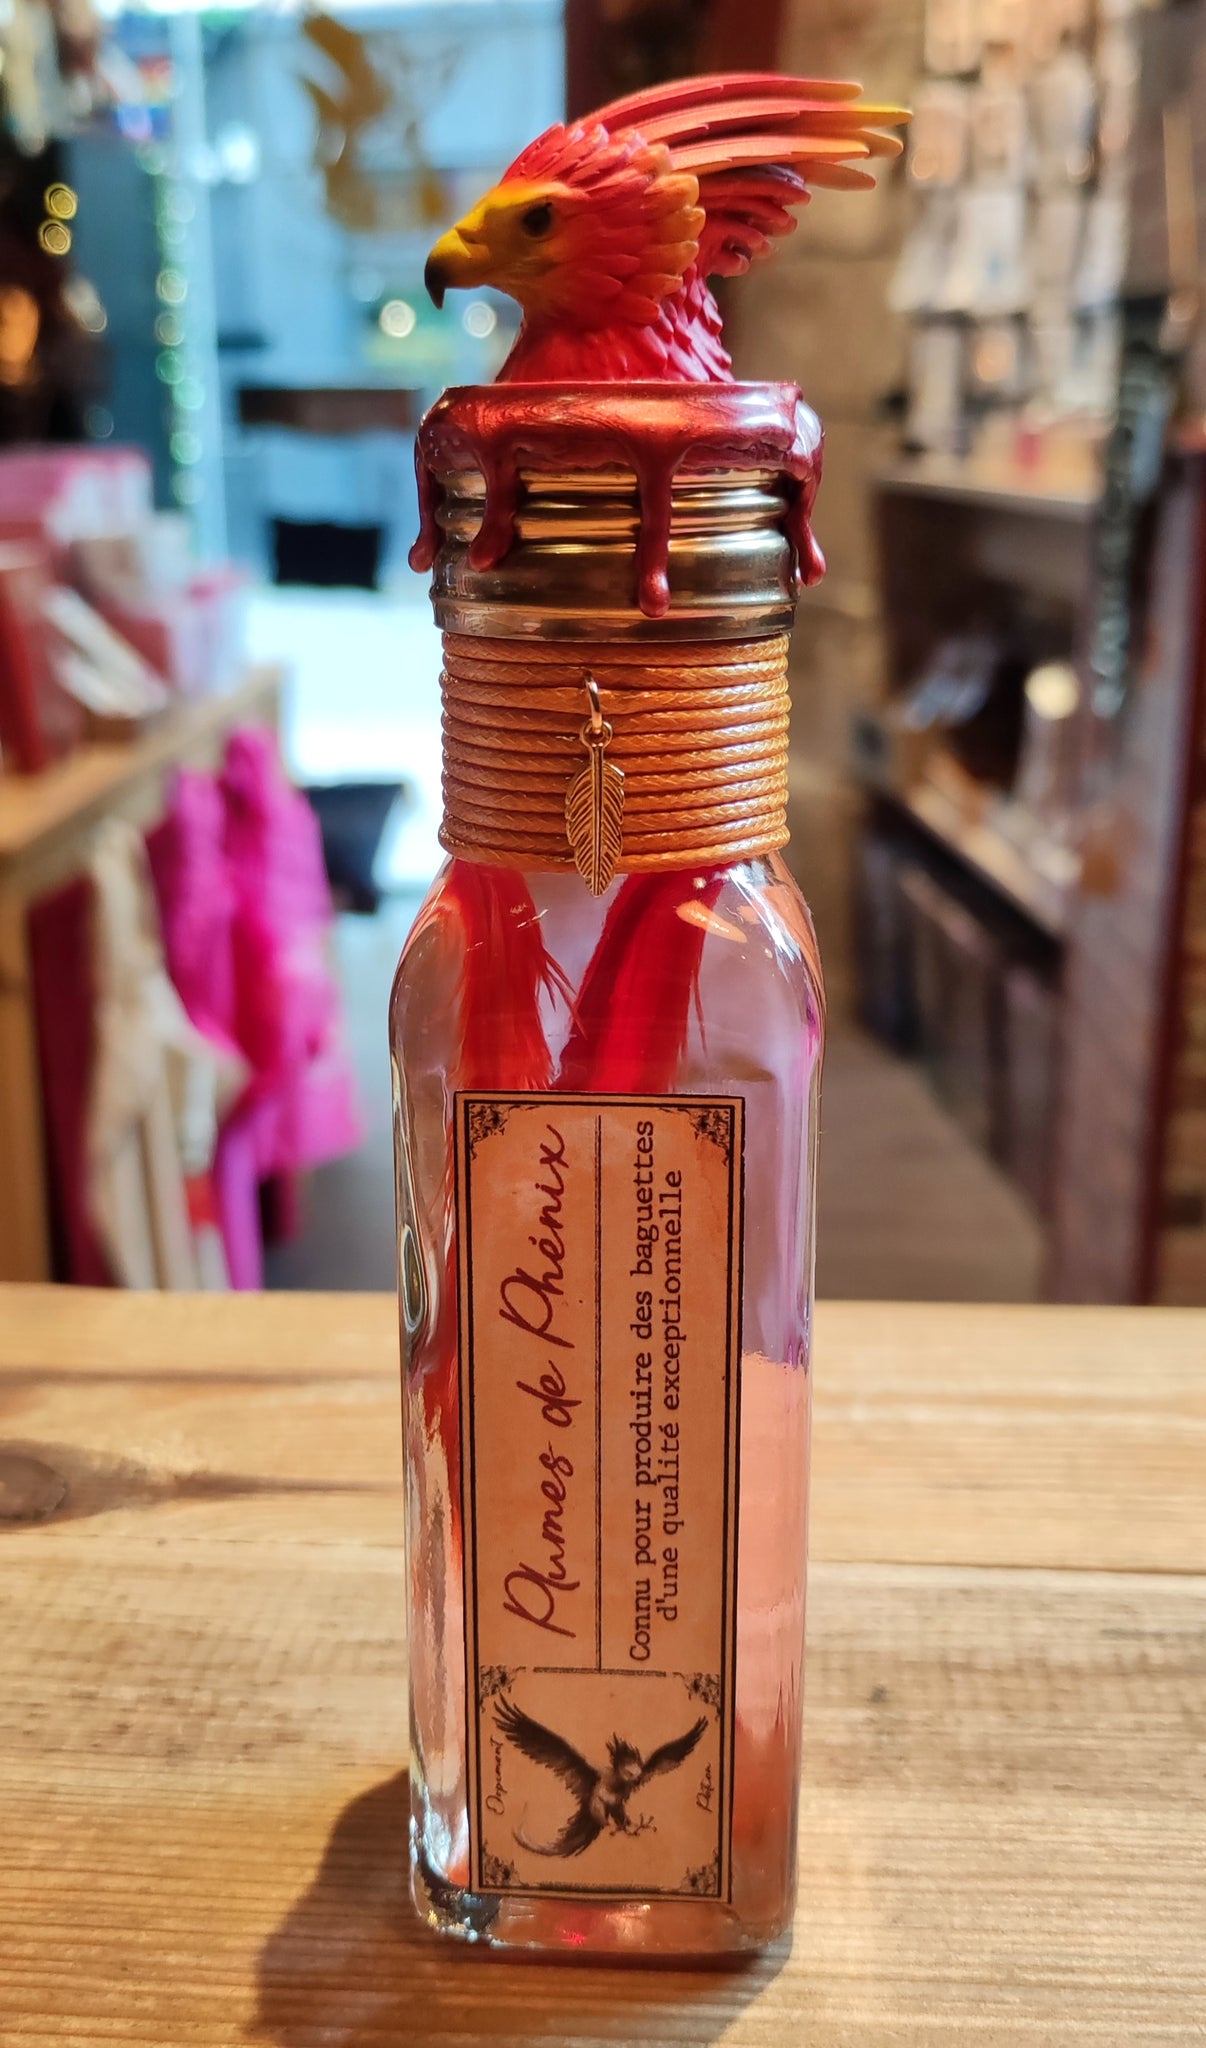 Plumes de Phénix
Connu pour produire des baguettes
d'une qualité exceptionnelle